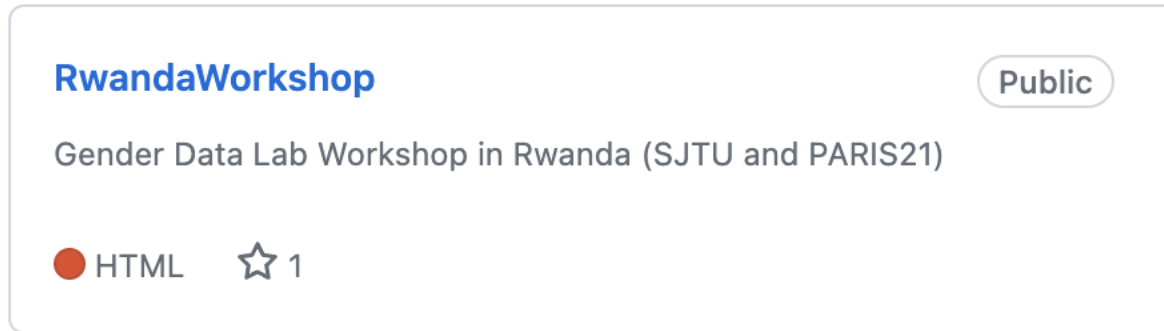 RwandaWorkshop
Public
Gender Data Lab Workshop in Rwanda (SJTU and PARIS21)
HTML 1